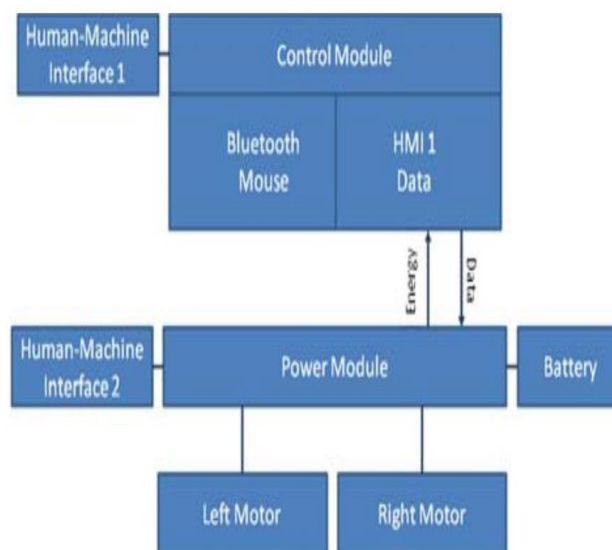 Human-Machine
Interface 1
Control Module
Bluetooth
Mouse
HMI 1
Data
Energy
Data
Human-Machine
Interface 2
Power Module
Battery
Left Motor
Right Motor